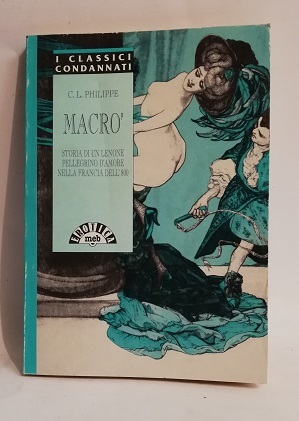 I CLASSICI
CONDANNATI
C. L. PHILIPPE
MACRO'
STORIA DI UN LENONE
PELLEGRINO D'AMORE
NELLA FRANCIA DELL'800
EROTICA
meb